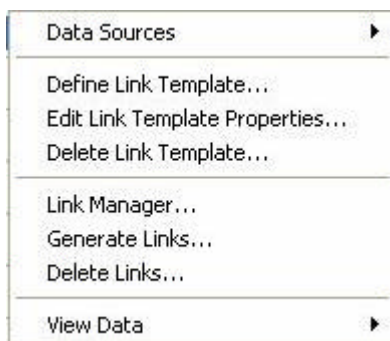 Data Sources
Define Link Template...
Edit Link Template Properties...
Delete Link Template...
Link Manager...
Generate Links...
Delete Links...
View Data